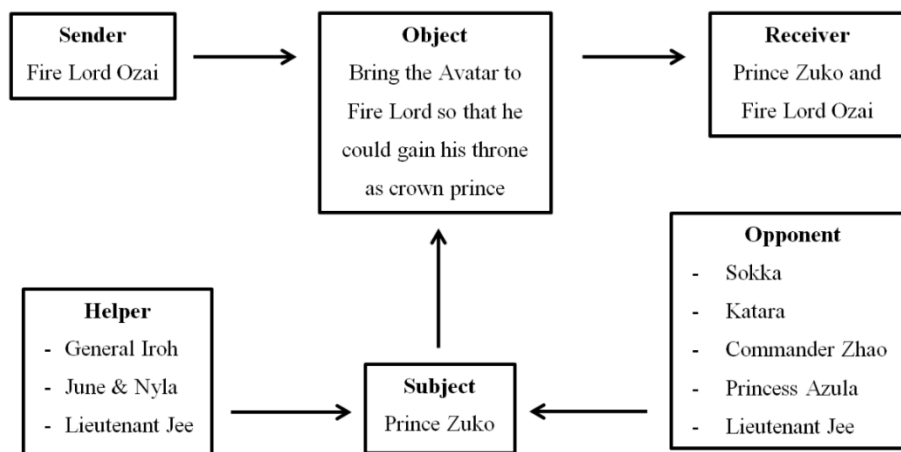 Sender
Fire Lord Ozai
Object
Bring the Avatar to
Fire Lord so that he
could gain his throne
as crown prince
Receiver
Prince Zuko and
Fire Lord Ozai
Helper
- General Iroh
- June & Nyla
- Lieutenant Jee
Subject
Prince Zuko
Opponent
- Sokka
- Katara
- Commander Zhao
- Princess Azula
- Lieutenant Jee